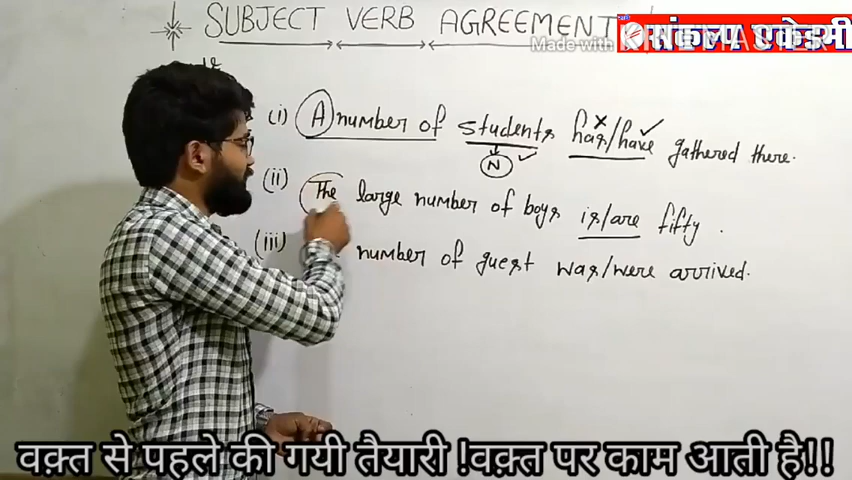 SUBJECT VERB AGREEMENT
संकल्प एकेडमी
Made with KINEMASTER
(i) A number of students has/have gathered there.
N
(ii) The large number of boys is/are fifty.
(iii) number of guest was/were arrived.
वक़्त से पहले की गयी तैयारी !वक़्त पर काम आती है!!